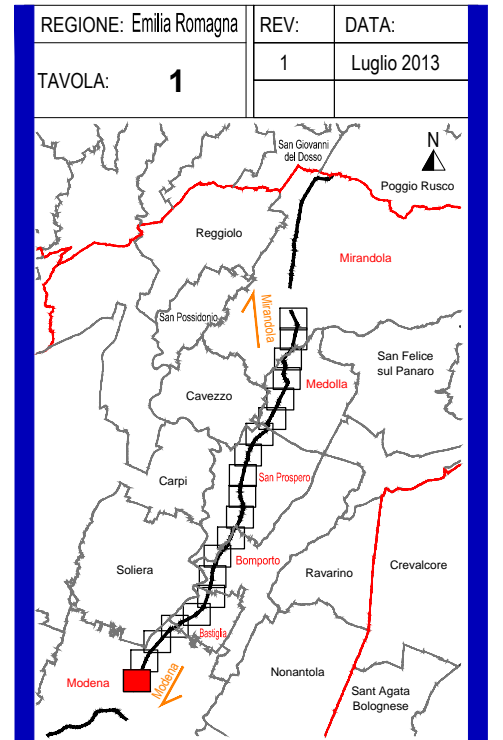 REGIONE: Emilia Romagna
REV:
DATA:
TAVOLA: 1
1
Luglio 2013
San Giovanni
del Dosso
N
Poggio Rusco
Reggiolo
Mirandola
Mirandola
San Possidonio
San Felice
sul Panaro
Medolla
Cavezzo
San Prospero
Carpi
Bomporto
Soliera
Ravarino
Crevalcore
Bastiglia
Modena
Modena
Nonantola
Sant Agata
Bolognese